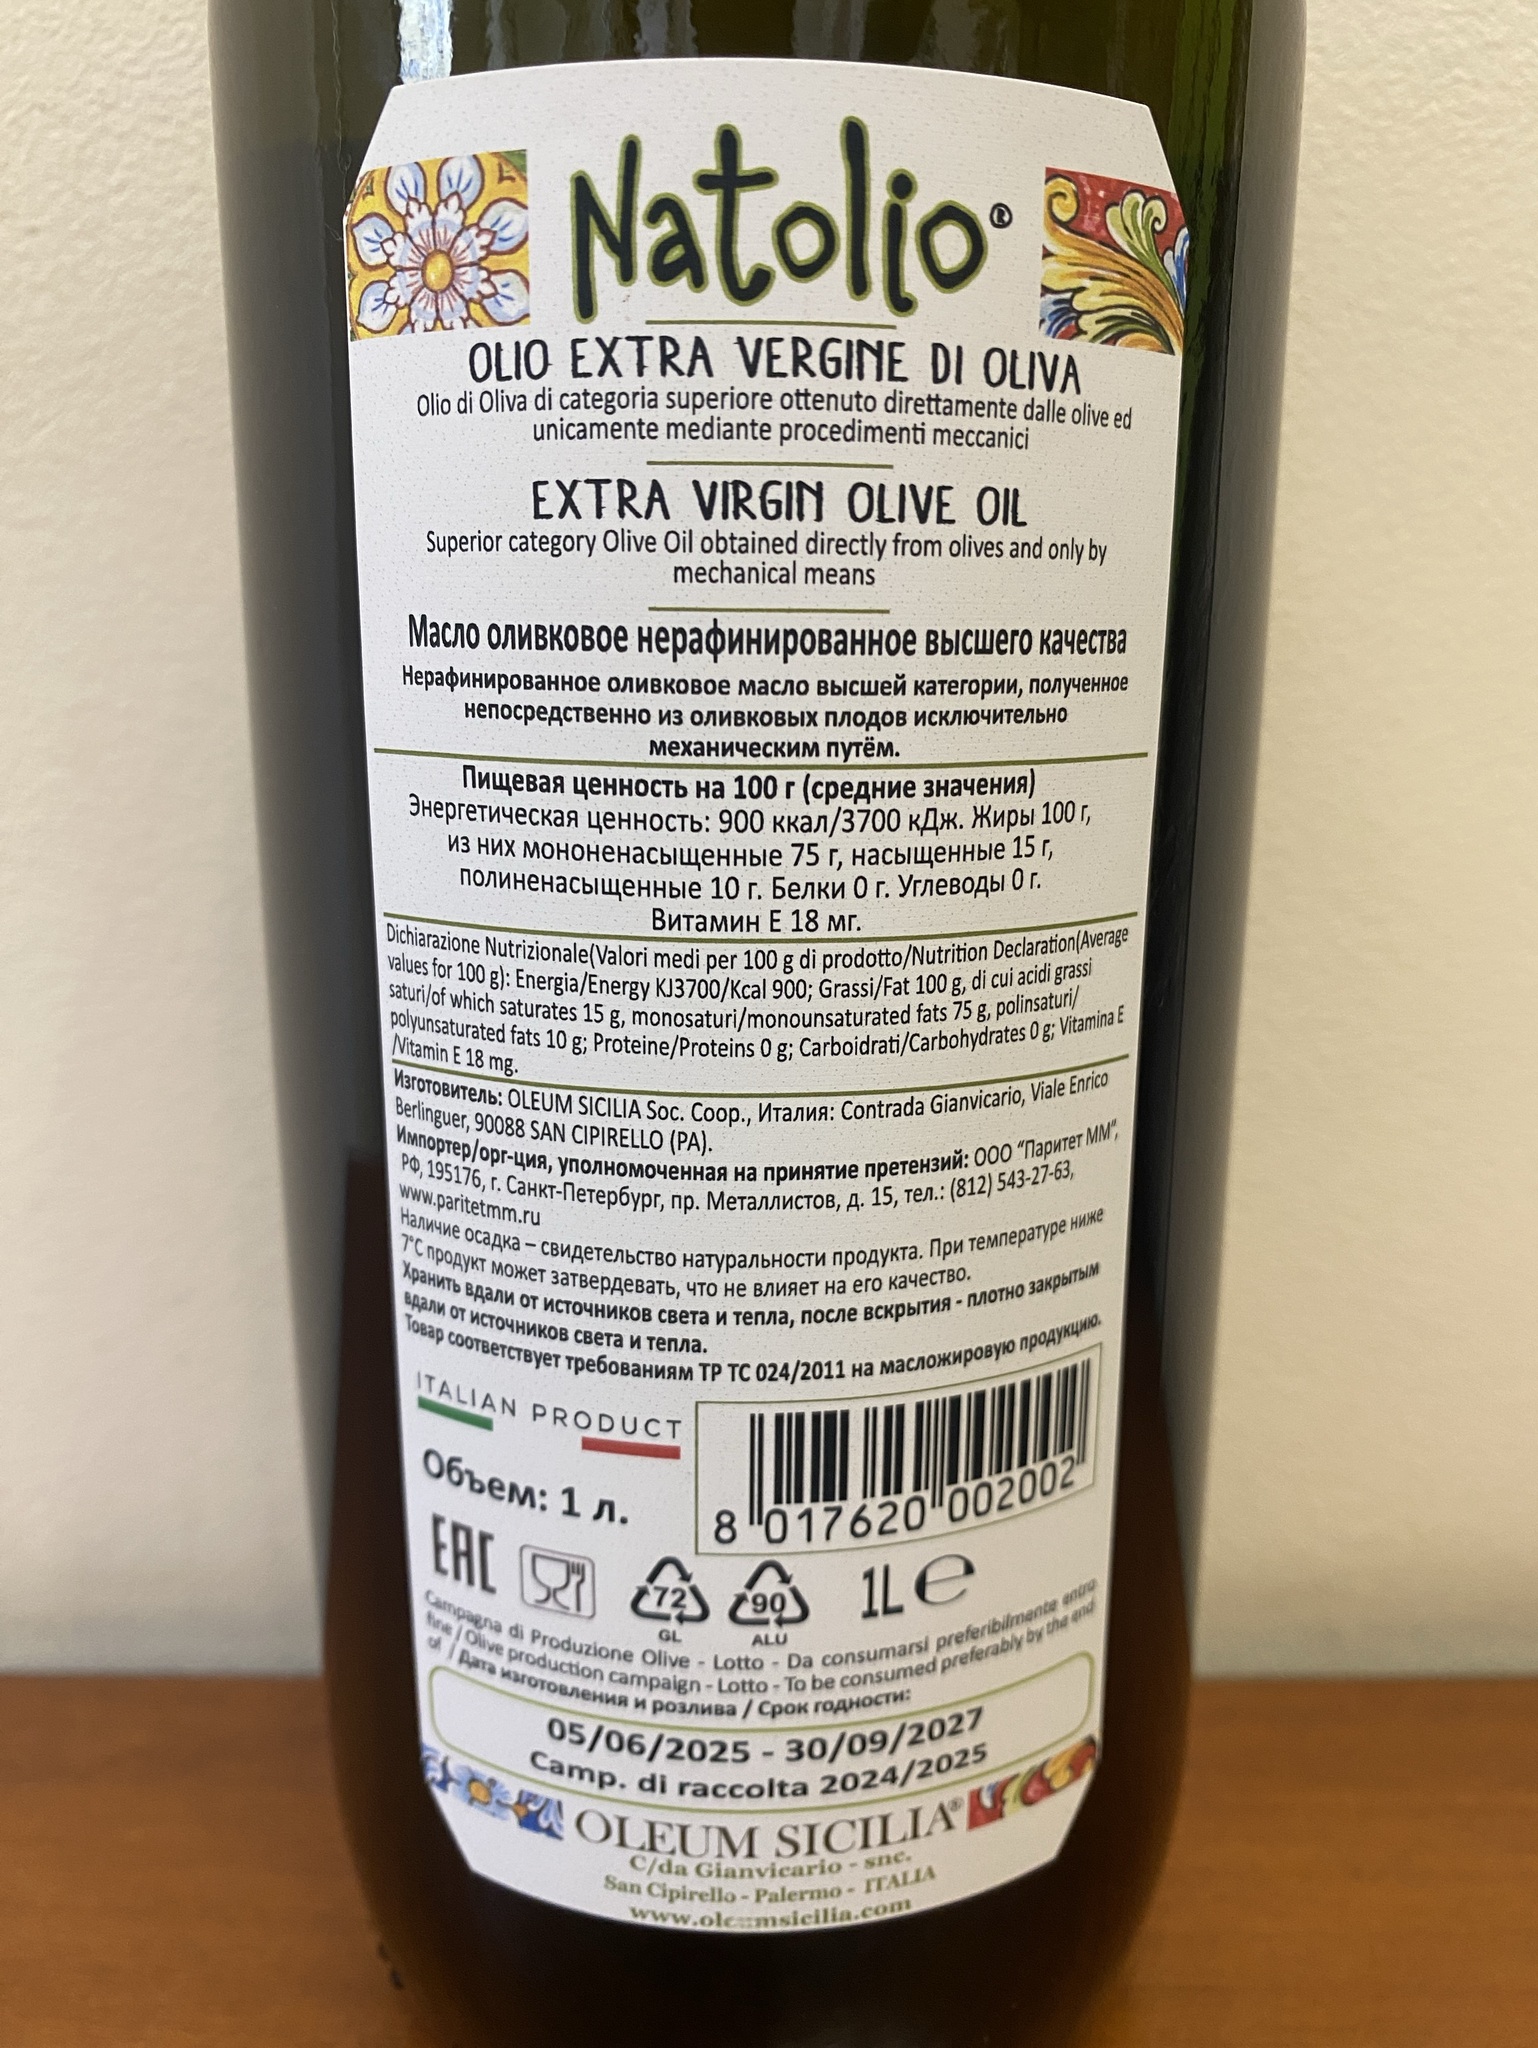 Natolio®
OLIO EXTRA VERGINE DI OLIVA
Olio di Oliva di categoria superiore ottenuto direttamente dalle olive ed
unicamente mediante procedimenti meccanici
EXTRA VIRGIN OLIVE OIL
Superior category Olive Oil obtained directly from olives and only by
mechanical means
Масло оливковое нерафинированное высшего качества
Нерафинированное оливковое масло высшей категории, полученное
непосредственно из оливковых плодов исключительно
механическим путём.
Пищевая ценность на 100 г (средние значения)
Энергетическая ценность: 900 ккал/3700 кДж. Жиры 100 г,
из них мононенасыщенные 75 г, насыщенные 15 г,
полиненасыщенные 10 г. Белки 0 г. Углеводы 0 г.
Витамин Е 18 мг.
Dichiarazione Nutrizionale(Valori medi per 100 g di prodotto/Nutrition Declaration(Average
values for 100 g): Energia/Energy KJ3700/Kcal 900; Grassi/Fat 100 g, di cui acidi grassi
saturi/of which saturates 15 g, monosaturi/monounsaturated fats 75 g, polinsaturi/
polyunsaturated fats 10 g; Proteine/Proteins 0 g; Carboidrati/Carbohydrates 0 g; Vitamina E
/Vitamin E 18 mg.
Изготовитель: OLEUM SICILIA Soc. Coop., Италия: Contrada Gianvicario, Viale Enrico
Berlinguer, 90088 SAN CIPIRELLO (PA).
Импортер/орг-ция, уполномоченная на принятие претензий: ООО "Паритет ММ",
РФ, 195176, г. Санкт-Петербург, пр. Металлистов, д. 15, тел.: (812) 543-27-63,
www.paritetmm.ru
Наличие осадка – свидетельство натуральности продукта. При температуре ниже
7°С продукт может затвердевать, что не влияет на его качество.
Хранить вдали от источников света и тепла, после вскрытия - плотно закрытым
вдали от источников света и тепла.
Товар соответствует требованиям ТР ТС 024/2011 на масложировую продукцию.
ITALIAN PRODUCT
Объем: 1 л.
8 017620 002002
EAC
72
GL
90
ALU
1L e
Campagna di Produzione Olive - Lotto - Da consumarsi preferibilmente entro
fine / Olive production campaign - Lotto - To be consumed preferably by the end
of / Дата изготовления и розлива / Срок годности:
05/06/2025 - 30/09/2027
Camp. di raccolta 2024/2025
OLEUM SICILIA®
C/da Gianvicario - snc.
San Cipirello - Palermo - ITALIA
www.oleumsicilia.com